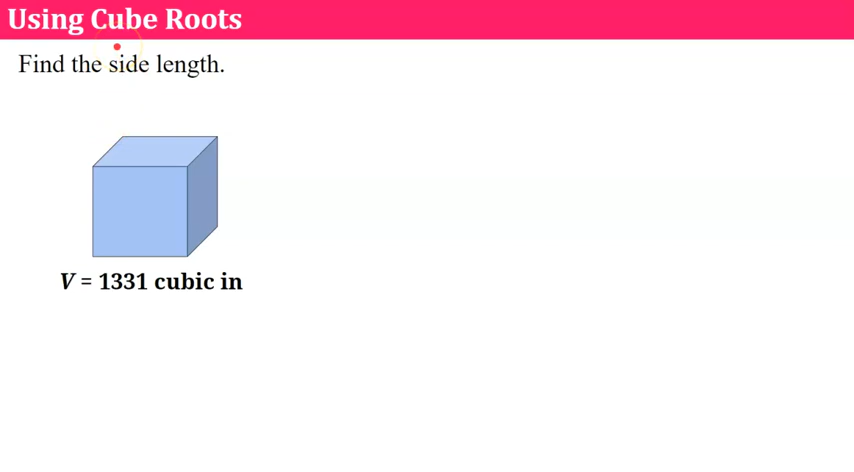 Using Cube Roots
Find the side length.
V = 1331 cubic in